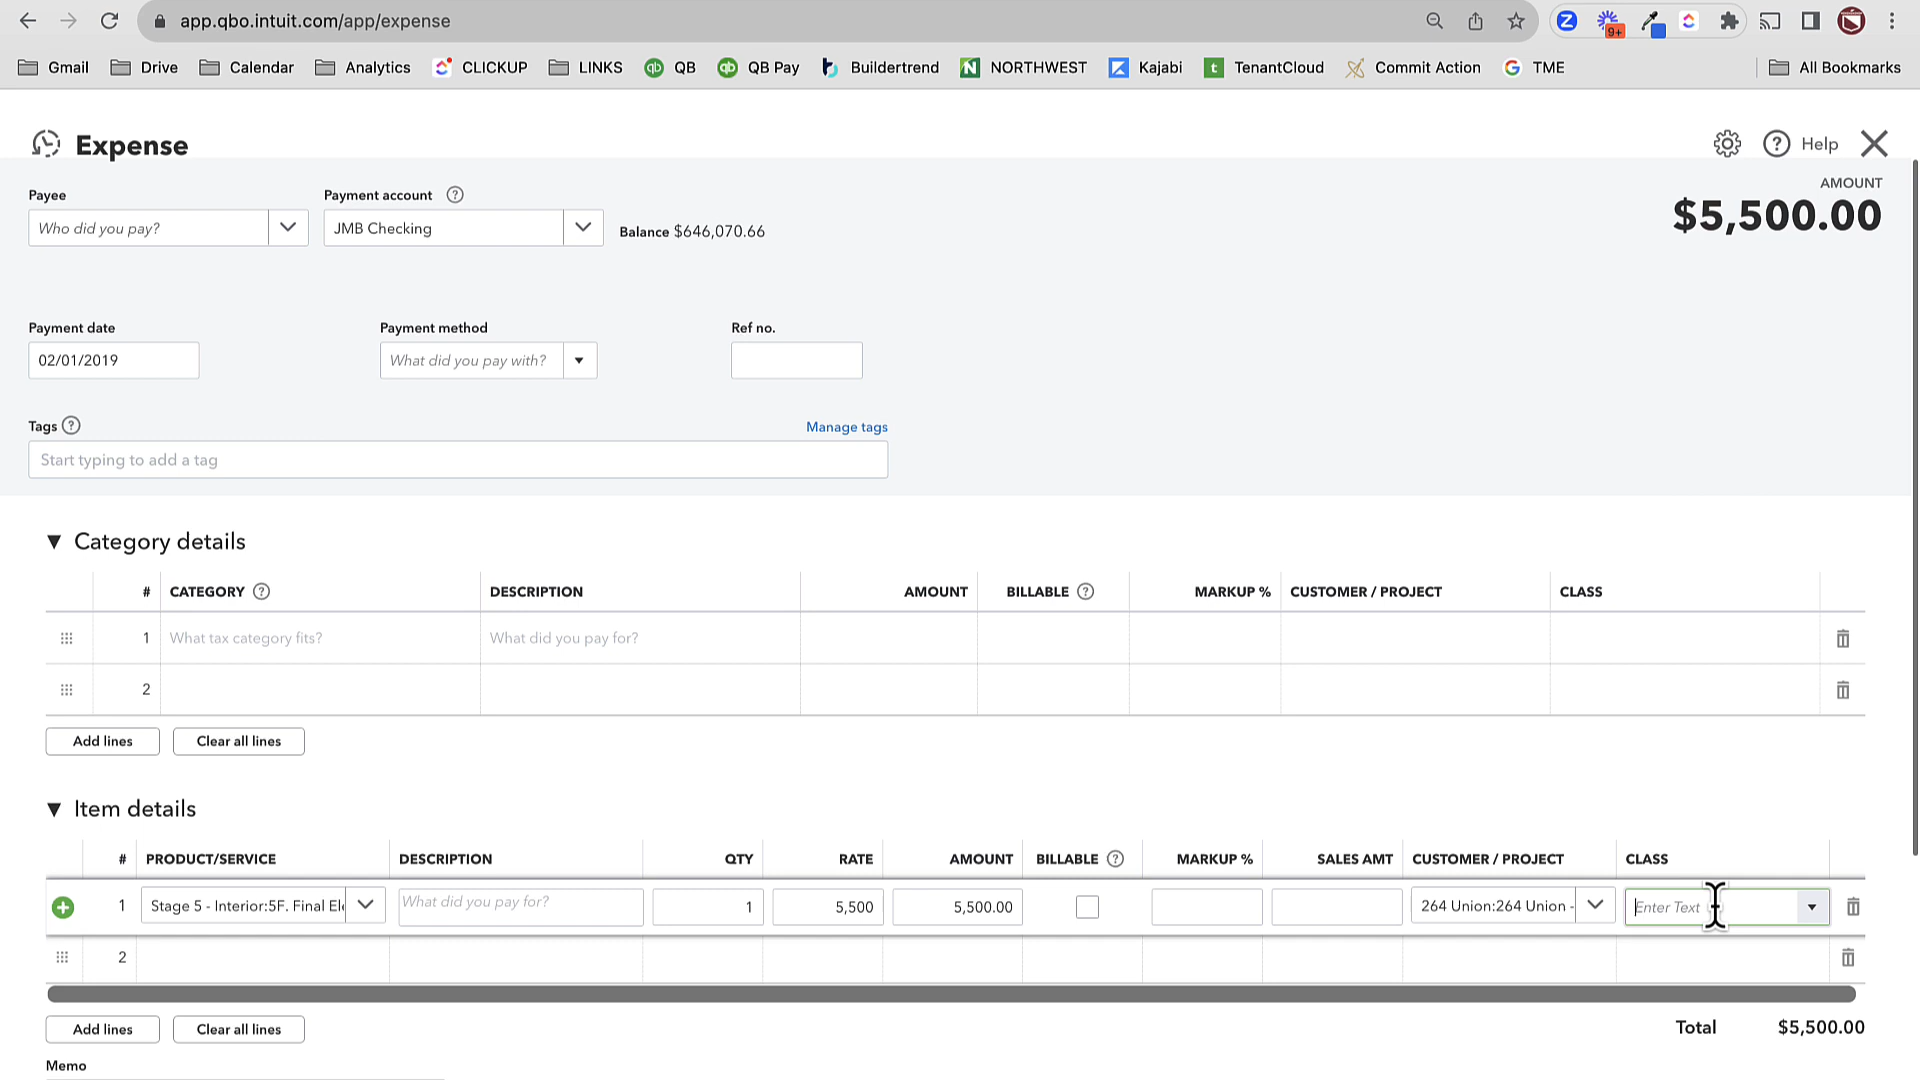 app.qbo.intuit.com/app/expense
9+
Gmail Drive Calendar Analytics CLICKUP LINKS QB QB Pay Buildertrend NORTHWEST Kajabi TenantCloud Commit Action TME All Bookmarks
Expense
Help
Payee Payment account AMOUNT
Who did you pay? JMB Checking Balance $646,070.66 $5,500.00
Payment date Payment method Ref no.
02/01/2019 What did you pay with?
Tags Manage tags
Start typing to add a tag
Category details
# CATEGORY DESCRIPTION AMOUNT BILLABLE MARKUP % CUSTOMER / PROJECT CLASS
1 What tax category fits? What did you pay for?
2
Add lines Clear all lines
Item details
# PRODUCT/SERVICE DESCRIPTION QTY RATE AMOUNT BILLABLE MARKUP % SALES AMT CUSTOMER / PROJECT CLASS
1 Stage 5 - Interior:5F. Final Ele What did you pay for? 1 5,500 5,500.00 264 Union:264 Union - Enter Text
2
Add lines Clear all lines Total $5,500.00
Memo